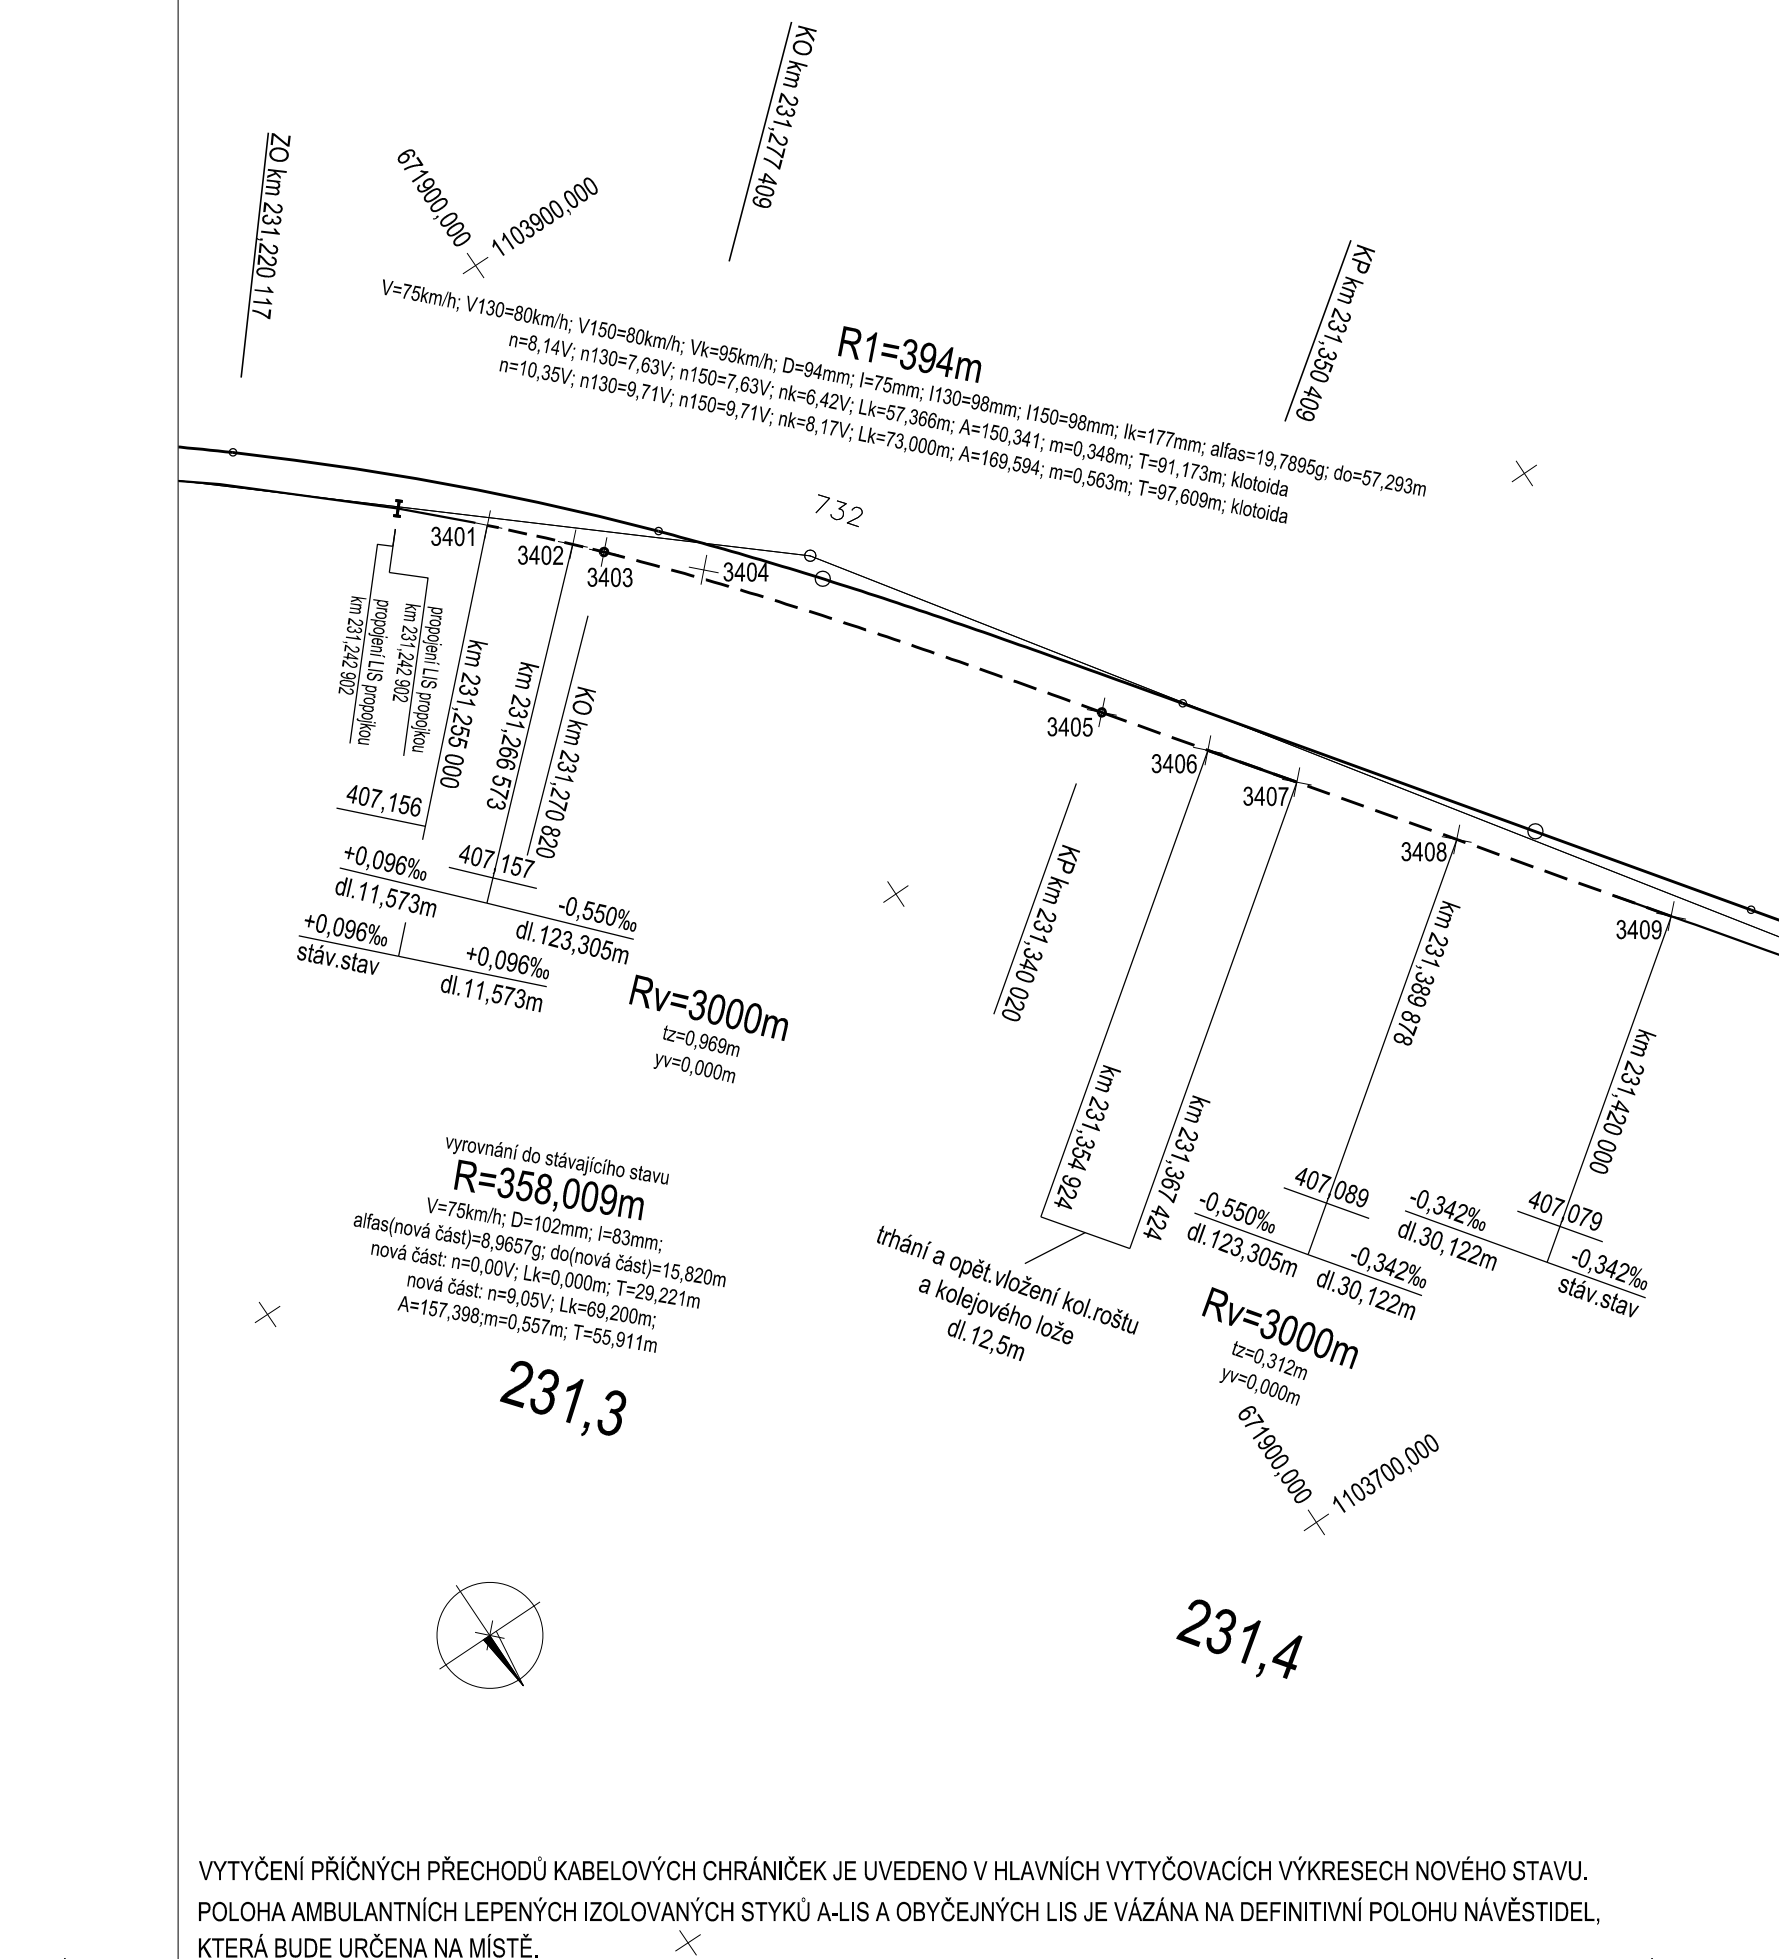 KO km 231,277 409
ZO km 231,220 117
671900,000
1103900,000
KP km 231,350 409
R1=394m
V=75km/h; V130=80km/h; V150=80km/h; Vk=95km/h; D=94mm; I=75mm; I130=98mm; I150=98mm; Ik=177mm; alfas=19,7895g; do=57,293m
n=8,14V; n130=7,63V; n150=7,63V; nk=6,42V; Lk=57,366m; A=150,341; m=0,348m; T=91,173m; klotoida
n=10,35V; n130=9,71V; n150=9,71V; nk=8,17V; Lk=73,000m; A=169,594; m=0,563m; T=97,609m; klotoida
732
3401
3402
3403
3404
3405
3406
3407
3408
3409
propojení LIS propojkou
km 231,242 902
propojení LIS propojkou
km 231,242 902
km 231,255 000
km 231,266 573
KO km 231,270 820
407,156
407,157
+0,096‰
dl.11,573m
-0,550‰
dl.123,305m
+0,096‰
stáv.stav
+0,096‰
dl.11,573m
Rv=3000m
tz=0,969m
yv=0,000m
KP km 231,340 020
km 231,354 924
km 231,367 424
km 231,389 878
km 231,420 000
vyrovnání do stávajícího stavu
R=358,009m
V=75km/h; D=102mm; I=83mm;
alfas(nová část)=8,9657g; do(nová část)=15,820m
nová část: n=0,00V; Lk=0,000m; T=29,221m
nová část: n=9,05V; Lk=69,200m;
A=157,398;m=0,557m; T=55,911m
231,3
trhání a opět.vložení kol.roštu
a kolejového lože
dl.12,5m
407,089
-0,550‰
dl.123,305m
-0,342‰
dl.30,122m
-0,342‰
dl.30,122m
407,079
-0,342‰
stáv.stav
Rv=3000m
tz=0,312m
yv=0,000m
671900,000
1103700,000
231,4
VYTYČENÍ PŘÍČNÝCH PŘECHODŮ KABELOVÝCH CHRÁNIČEK JE UVEDENO V HLAVNÍCH VYTYČOVACÍCH VÝKRESECH NOVÉHO STAVU.
POLOHA AMBULANTNÍCH LEPENÝCH IZOLOVANÝCH STYKŮ A-LIS A OBYČEJNÝCH LIS JE VÁZÁNA NA DEFINITIVNÍ POLOHU NÁVĚSTIDEL,
KTERÁ BUDE URČENA NA MÍSTĚ.